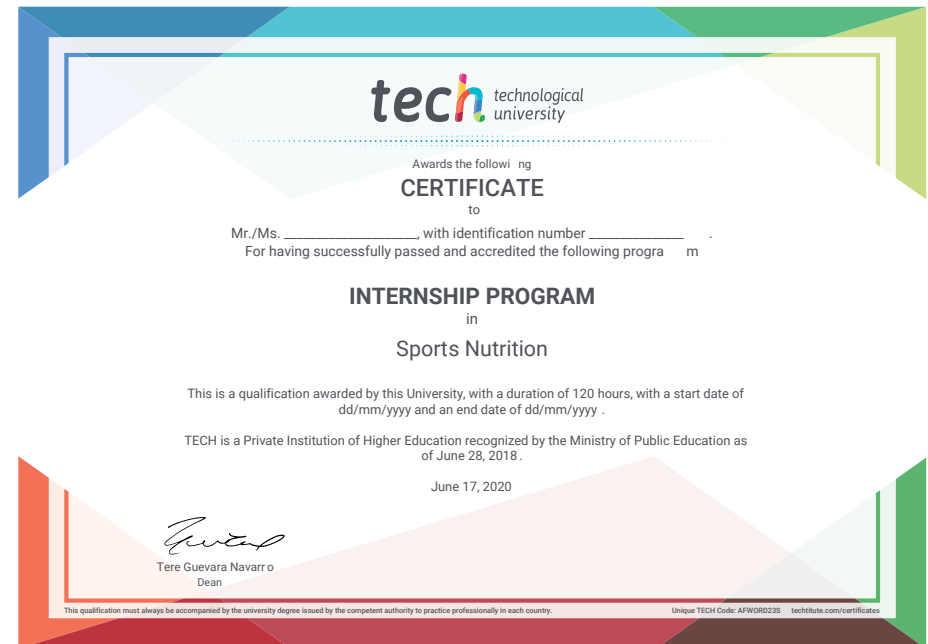 tech technological
university
Awards the followi ng
CERTIFICATE
to
Mr./Ms. ____________________, with identification number ______________ .
For having successfully passed and accredited the following progra m
INTERNSHIP PROGRAM
in
Sports Nutrition
This is a qualification awarded by this University, with a duration of 120 hours, with a start date of
dd/mm/yyyy and an end date of dd/mm/yyyy .
TECH is a Private Institution of Higher Education recognized by the Ministry of Public Education as
of June 28, 2018 .
June 17, 2020
Tere Guevara Navarr o
Dean
This qualification must always be accompanied by the university degree issued by the competent authority to practice professionally in each country.
Unique TECH Code: AFWORD23S techtitute.com/certificates